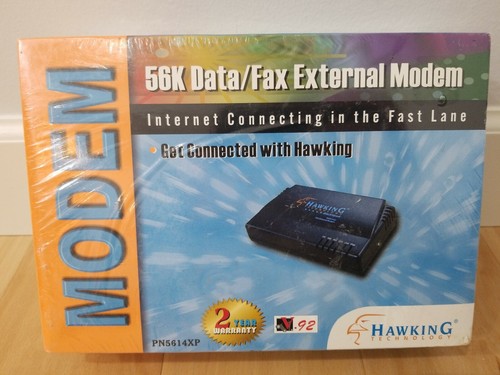 MODEM
56K Data/Fax External Modem
Internet Connecting in the Fast Lane
• Get Connected with Hawking
HAWKING
TECHNOLOGY
2 YEAR
WARRANTY
V.92
PN5614XP
HAWKING®
TECHNOLOGY